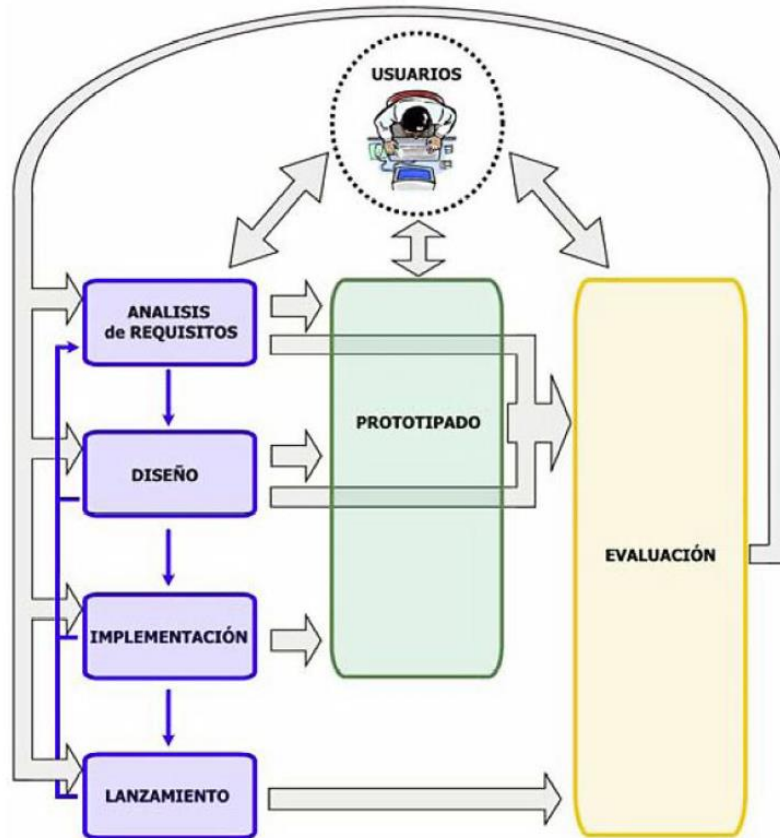 USUARIOS
ANALISIS
de REQUISITOS
PROTOTIPADO
DISEÑO
EVALUACIÓN
IMPLEMENTACIÓN
LANZAMIENTO